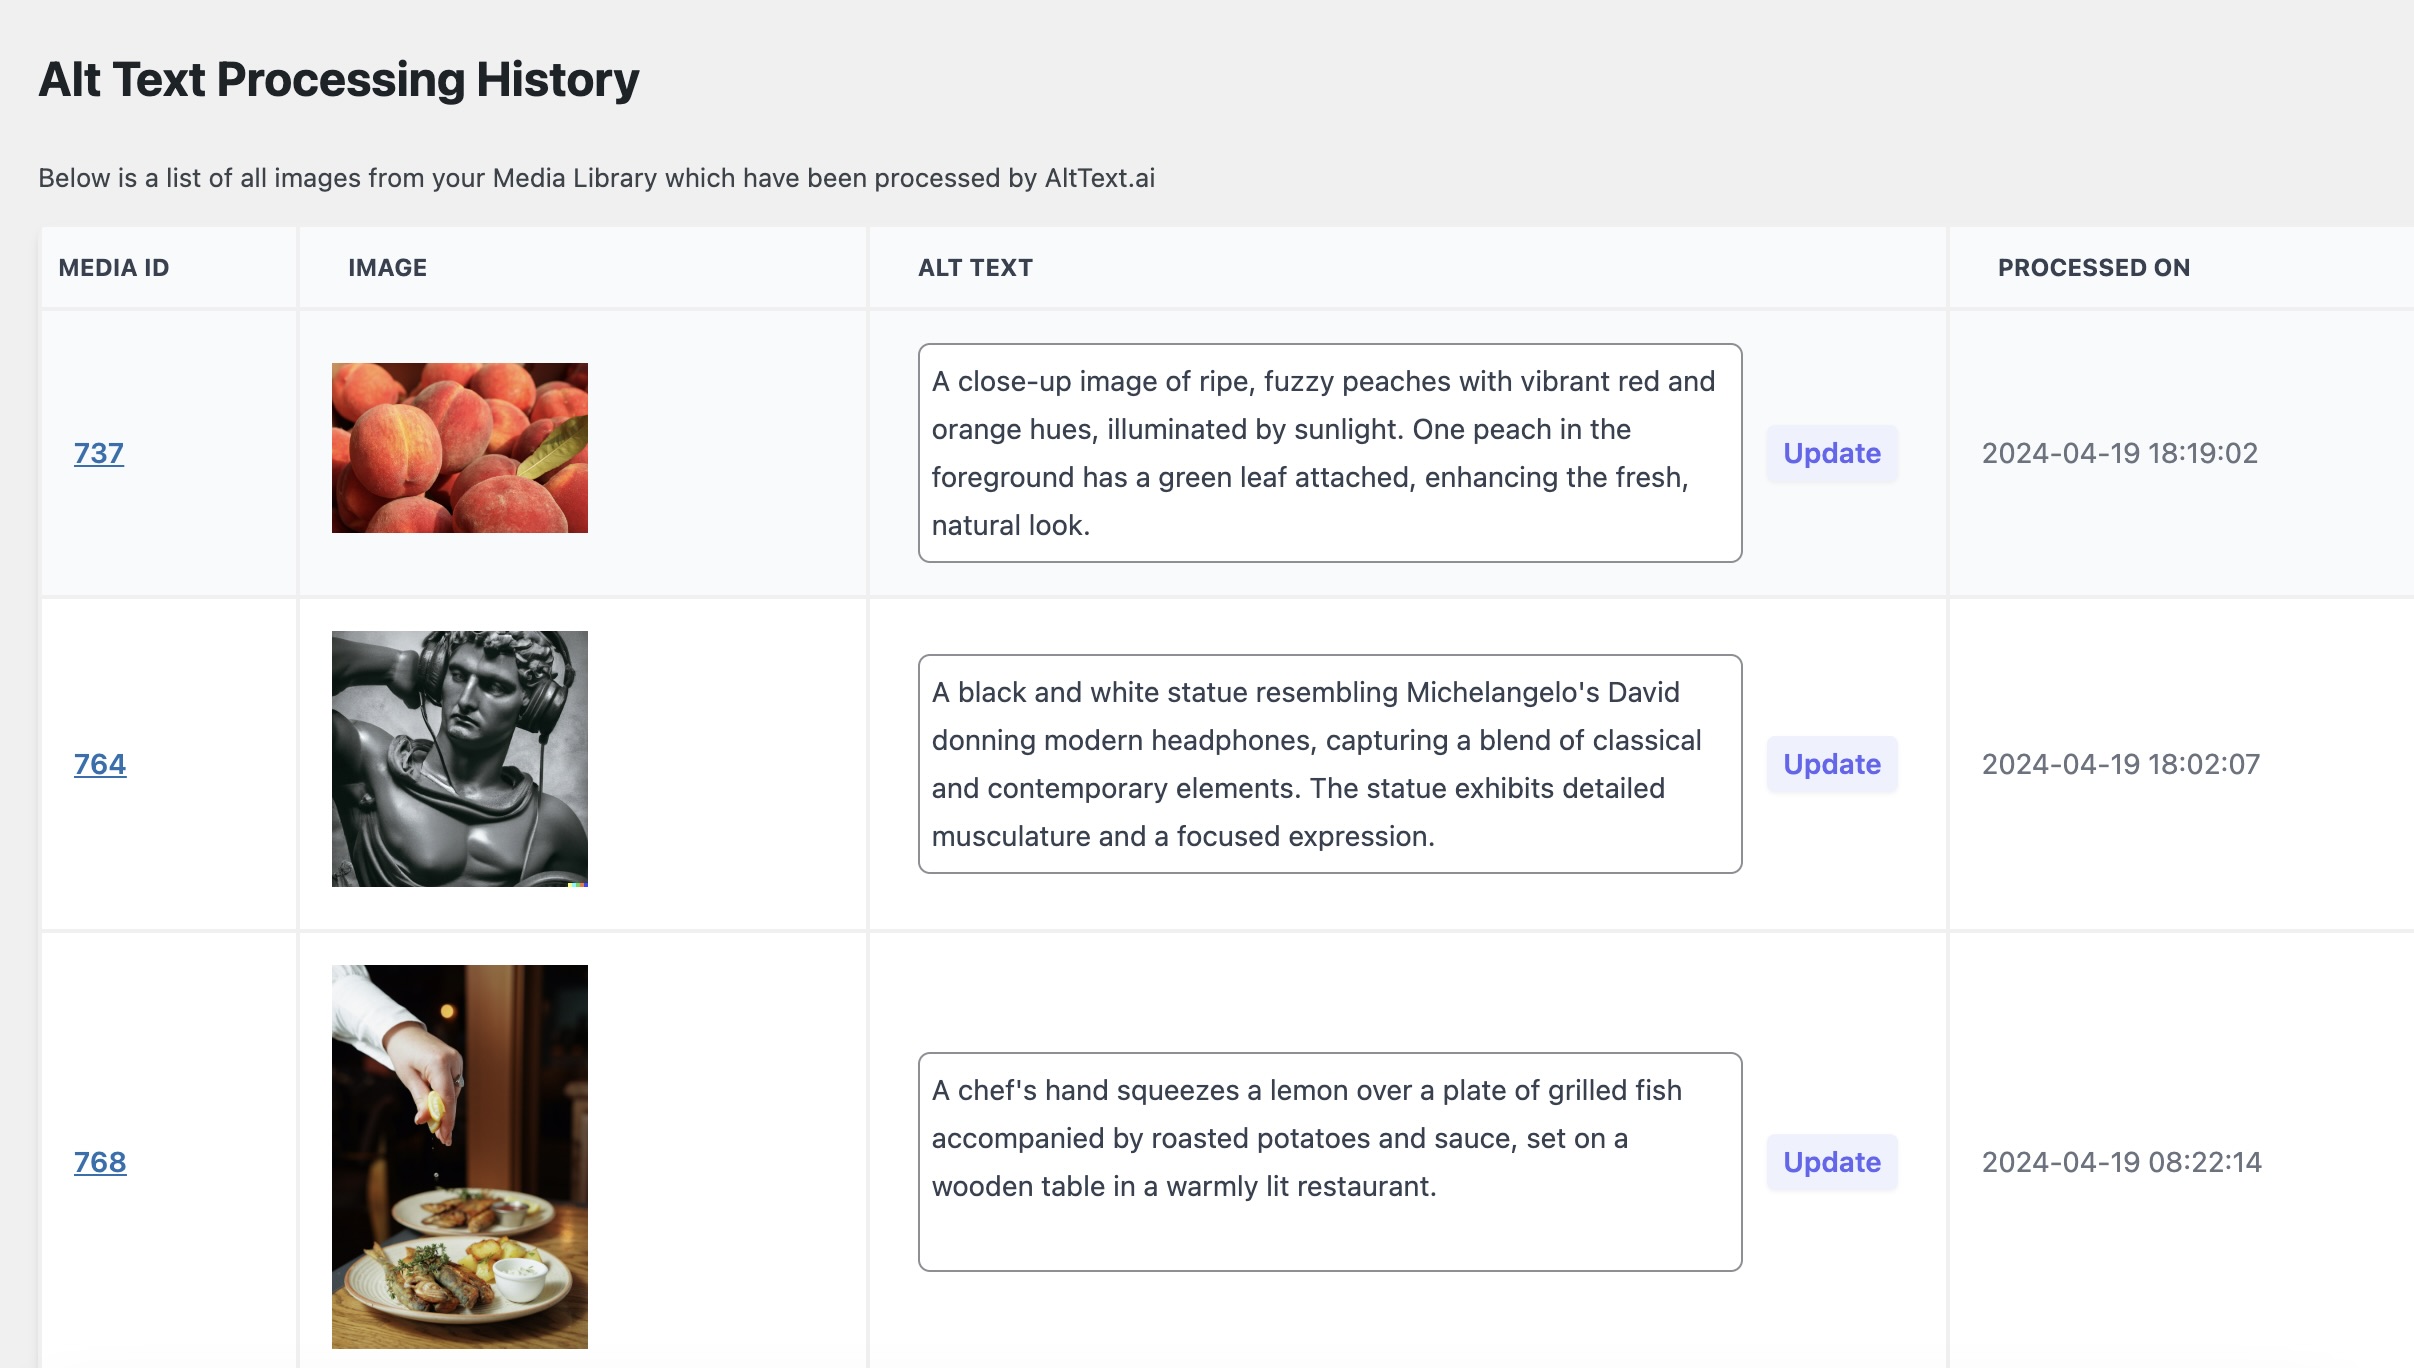 Alt Text Processing History
Below is a list of all images from your Media Library which have been processed by AltText.ai
MEDIA ID IMAGE ALT TEXT PROCESSED ON
737
A close-up image of ripe, fuzzy peaches with vibrant red and
orange hues, illuminated by sunlight. One peach in the
foreground has a green leaf attached, enhancing the fresh,
natural look.
Update
2024-04-19 18:19:02
764
A black and white statue resembling Michelangelo's David
donning modern headphones, capturing a blend of classical
and contemporary elements. The statue exhibits detailed
musculature and a focused expression.
Update
2024-04-19 18:02:07
768
A chef's hand squeezes a lemon over a plate of grilled fish
accompanied by roasted potatoes and sauce, set on a
wooden table in a warmly lit restaurant.
Update
2024-04-19 08:22:14